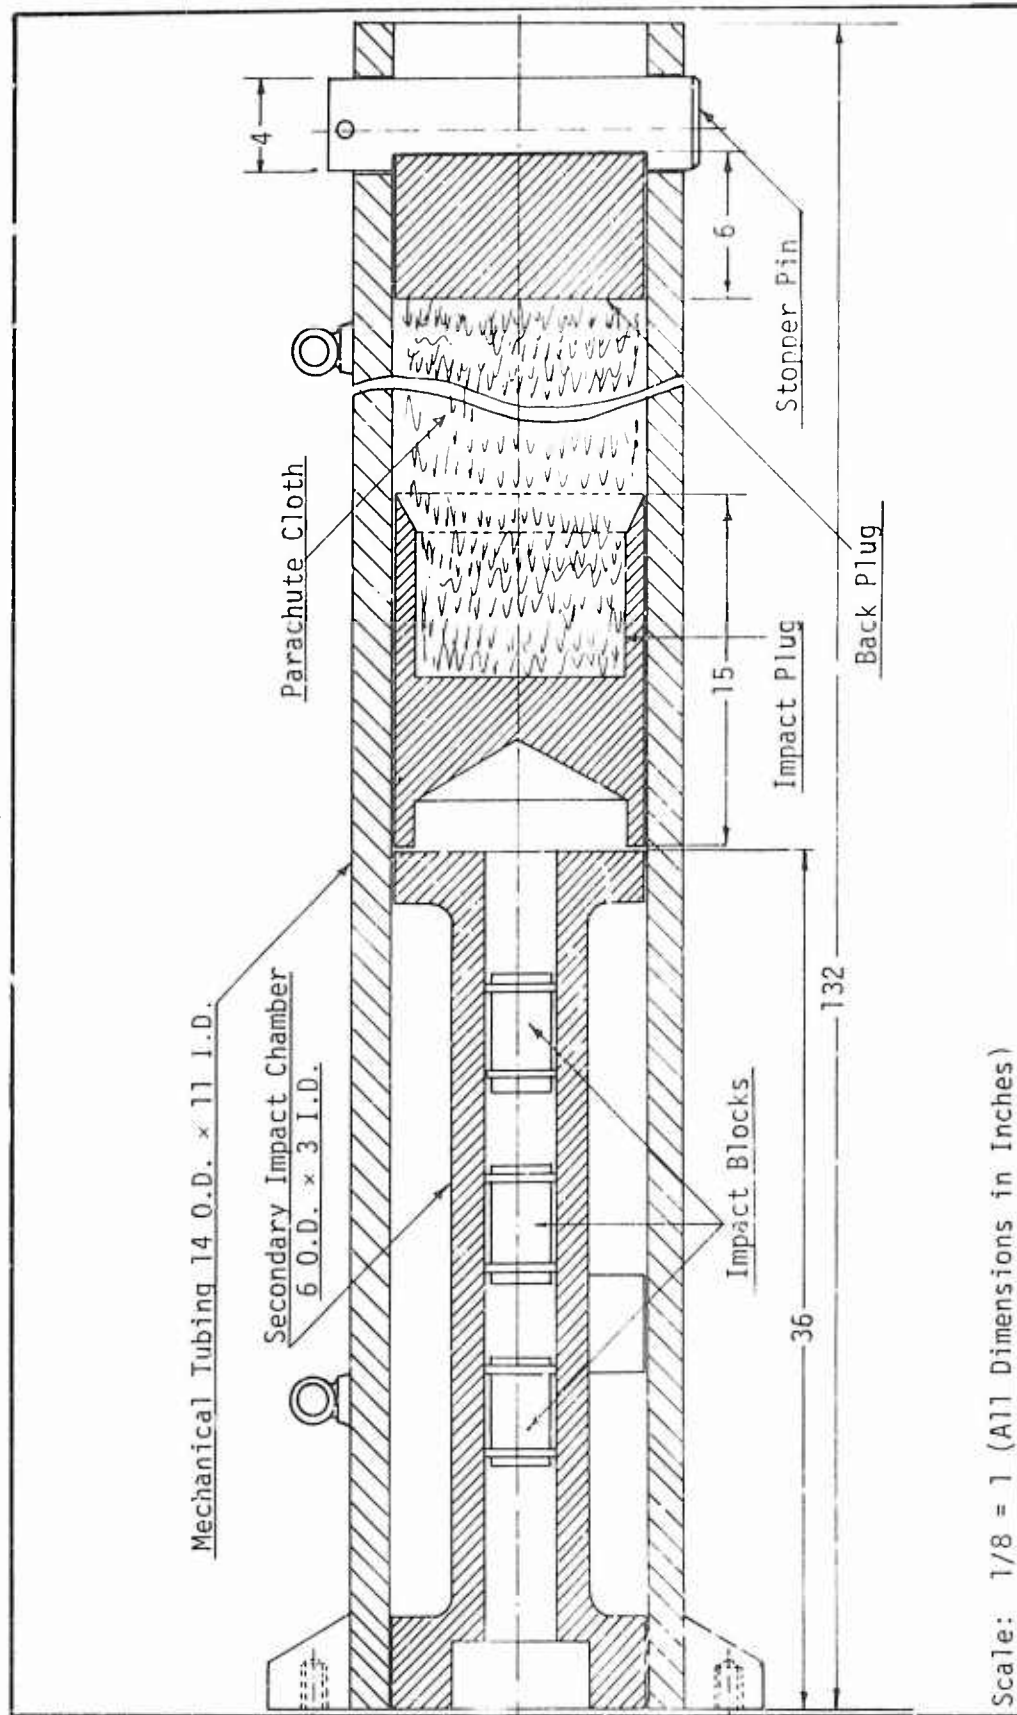 Mechanical Tubing 14 O.D. × 11 I.D.
Secondary Impact Chamber
6 O.D. × 3 I.D.
Parachute Cloth
4
Impact Blocks
Impact Plug
Back Plug
Stopper Pin
36
15
6
132
Scale: 1/8 = 1 (All Dimensions in Inches)